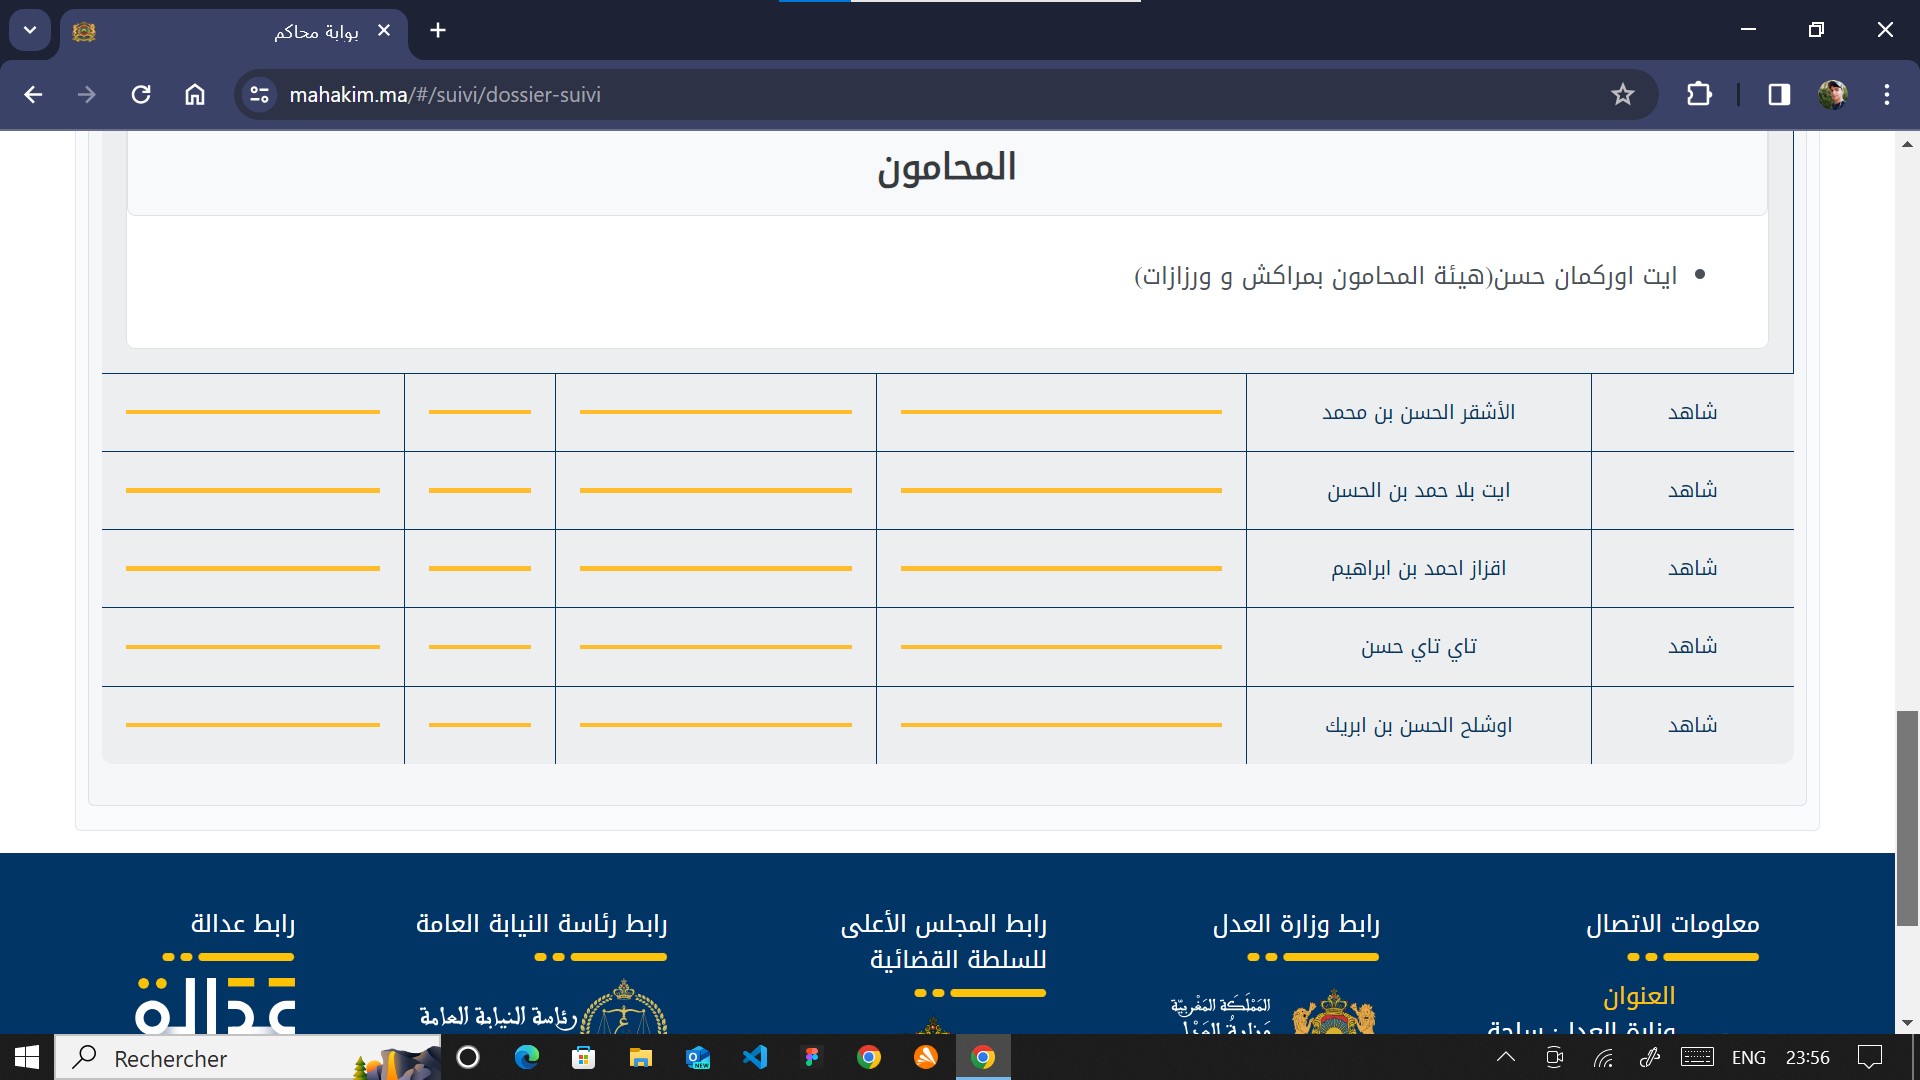 بوابة محاكم
mahakim.ma/#/suivi/dossier-suivi
المحامون
ايت اوركمان حسن(هيئة المحامون بمراكش و ورزازات)
شاهد الأشقر الحسن بن محمد
شاهد ايت بلا حمد بن الحسن
شاهد اقزاز احمد بن ابراهيم
شاهد تاي تاي حسن
شاهد اوشلح الحسن بن ابريك
معلومات الاتصال
العنوان
وزارة العدل : ساحة
رابط وزارة العدل
المملكة المغربية
وزارة العدل
رابط المجلس الأعلى
للسلطة القضائية
رابط رئاسة النيابة العامة
رئاسة النيابة العامة
رابط عدالة
عدالة
Rechercher
NEW
ENG
23:56